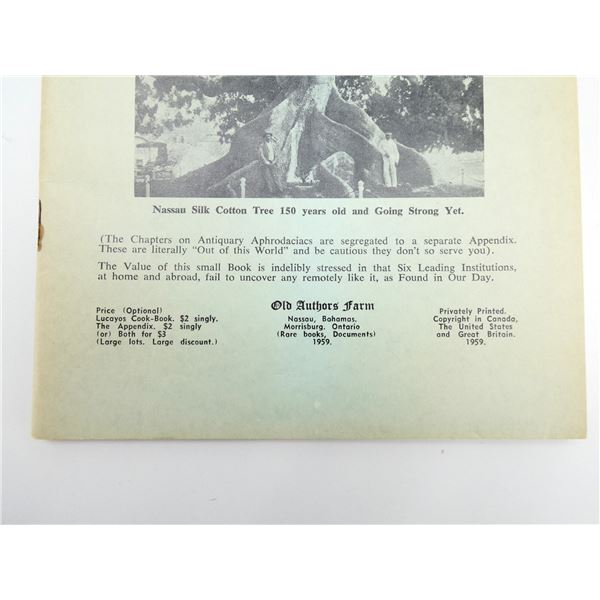 Nassau Silk Cotton Tree 150 years old and Going Strong Yet.
(The Chapters on Antiquary Aphrodaciacs are segregated to a separate Appendix.
These are literally "Out of this World" and be cautious they don't so serve you).
The Value of this small Book is indelibly stressed in that Six Leading Institutions,
at home and abroad, fail to uncover any remotely like it, as Found in Our Day.
Price (Optional)
Lucayos Cook-Book. $2 singly.
The Appendix. $2 singly
(or) Both for $3
(Large lots. Large discount.)
Old Authors Farm
Nassau, Bahamas.
Morrisburg, Ontario
(Rare books, Documents)
1959.
Privately Printed.
Copyright in Canada,
The United States
and Great Britain.
1959.